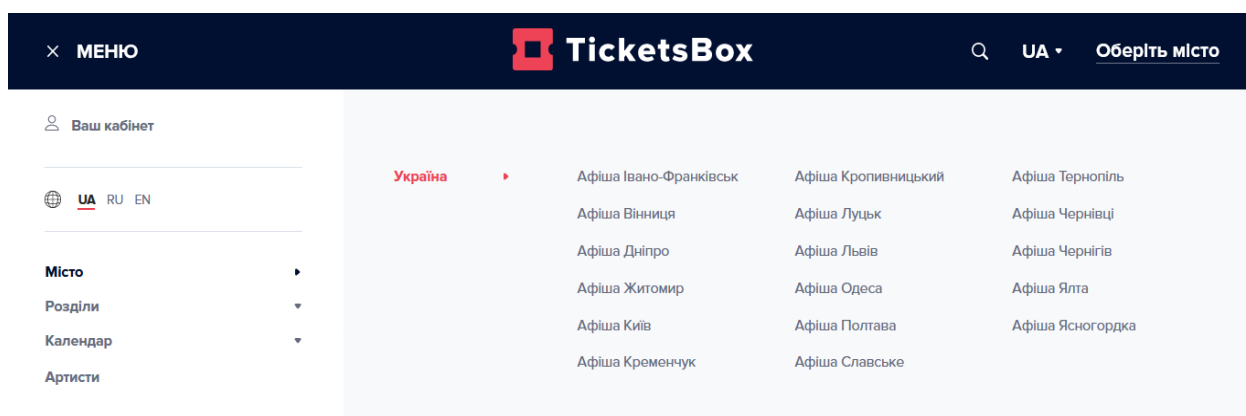 × МЕНЮ
TicketsBox
UA
Оберіть місто
Ваш кабінет
UA RU EN
Місто
Розділи
Календар
Артисти
Україна
Афіша Івано-Франківськ
Афіша Вінниця
Афіша Дніпро
Афіша Житомир
Афіша Київ
Афіша Кременчук
Афіша Кропивницький
Афіша Луцьк
Афіша Львів
Афіша Одеса
Афіша Полтава
Афіша Славське
Афіша Тернопіль
Афіша Чернівці
Афіша Чернігів
Афіша Ялта
Афіша Ясногордка